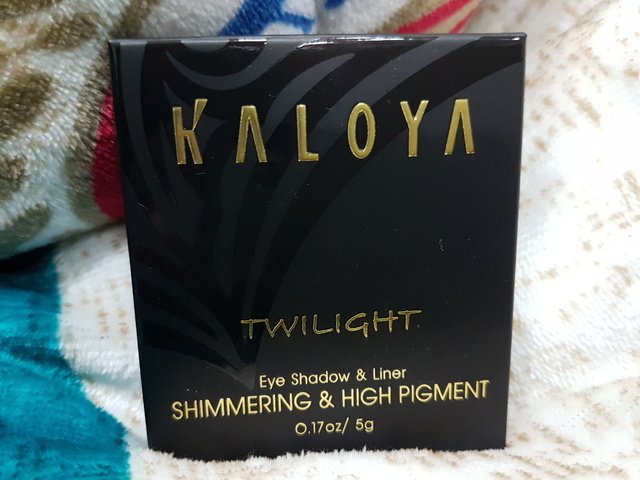 KALOYA
TWILIGHT
Eye Shadow & Liner
SHIMMERING & HIGH PIGMENT
0.17oz/ 5g